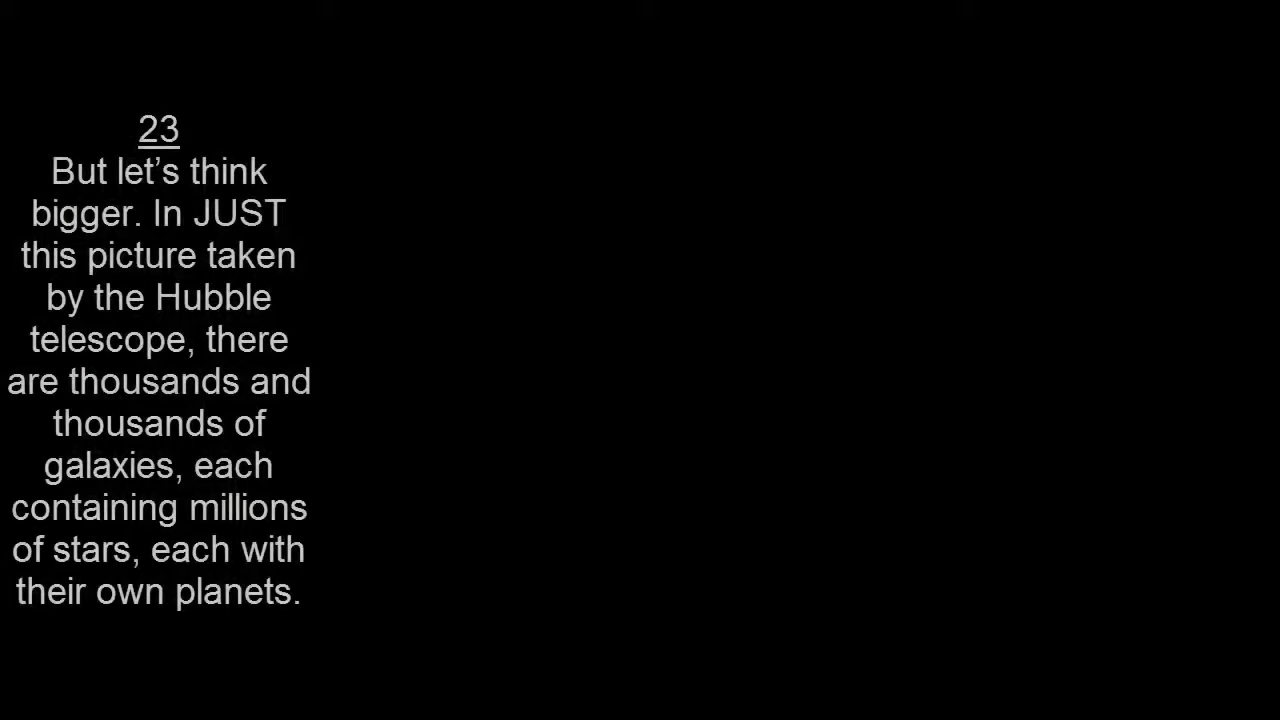 23
But let’s think
bigger. In JUST
this picture taken
by the Hubble
telescope, there
are thousands and
thousands of
galaxies, each
containing millions
of stars, each with
their own planets.